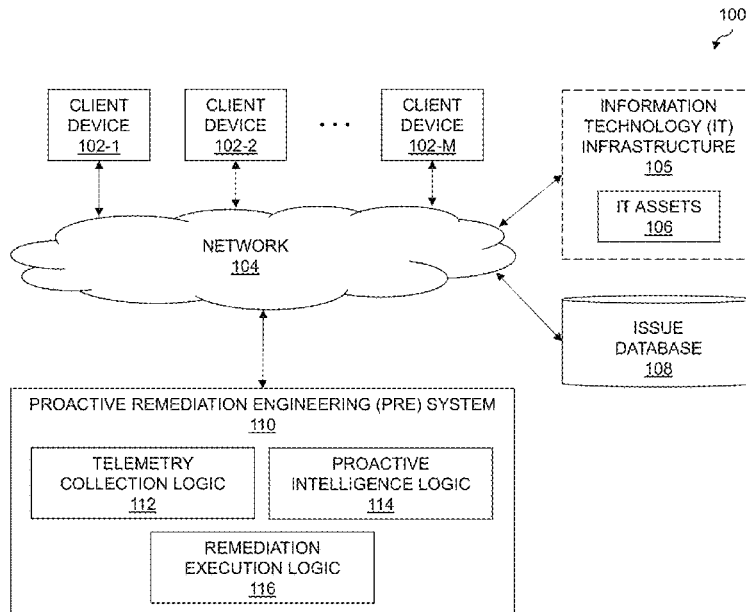 100
CLIENT
DEVICE
102-1
CLIENT
DEVICE
102-2
• • •
CLIENT
DEVICE
102-M
INFORMATION
TECHNOLOGY (IT)
INFRASTRUCTURE
105
IT ASSETS
106
NETWORK
104
ISSUE
DATABASE
108
PROACTIVE REMEDIATION ENGINEERING (PRE) SYSTEM
110
TELEMETRY
COLLECTION LOGIC
112
PROACTIVE
INTELLIGENCE LOGIC
114
REMEDIATION
EXECUTION LOGIC
116